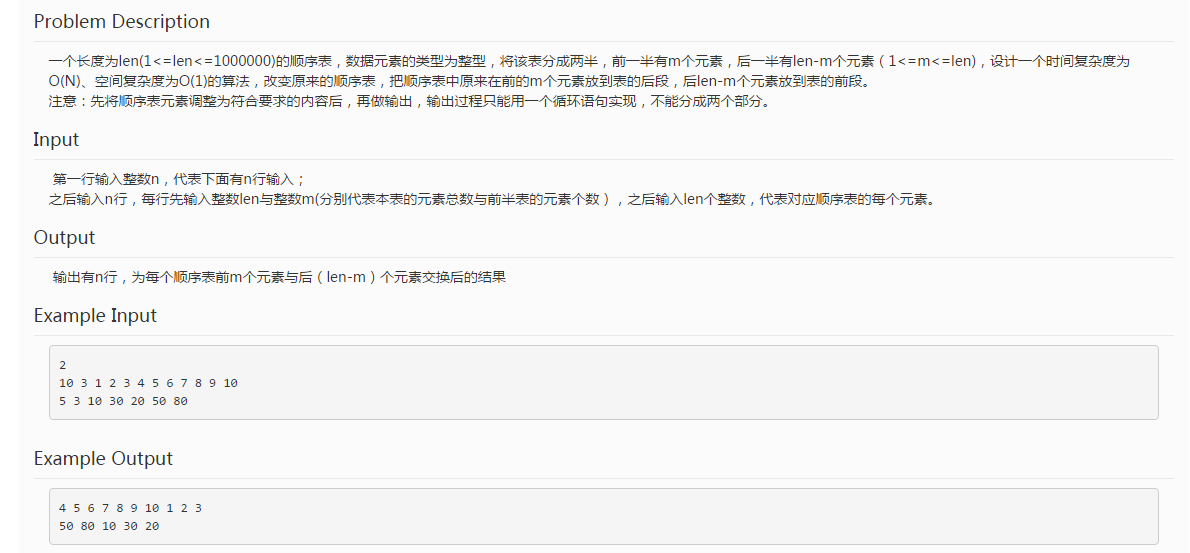 Problem Description
一个长度为len(1<=len<=1000000)的顺序表，数据元素的类型为整型，将该表分成两半，前一半有m个元素，后一半有len-m个元素（1<=m<=len)，设计一个时间复杂度为
O(N)、空间复杂度为O(1)的算法，改变原来的顺序表，把顺序表中原来在前的m个元素放到表的后段，后len-m个元素放到表的前段。
注意：先将顺序表元素调整为符合要求的内容后，再做输出，输出过程只能用一个循环语句实现，不能分成两个部分。
Input
第一行输入整数n，代表下面有n行输入；
之后输入n行，每行先输入整数len与整数m(分别代表本表的元素总数与前半表的元素个数），之后输入len个整数，代表对应顺序表的每个元素。
Output
输出有n行，为每个顺序表前m个元素与后（len-m）个元素交换后的结果
Example Input
2
10 3 1 2 3 4 5 6 7 8 9 10
5 3 10 30 20 50 80
Example Output
4 5 6 7 8 9 10 1 2 3
50 80 10 30 20